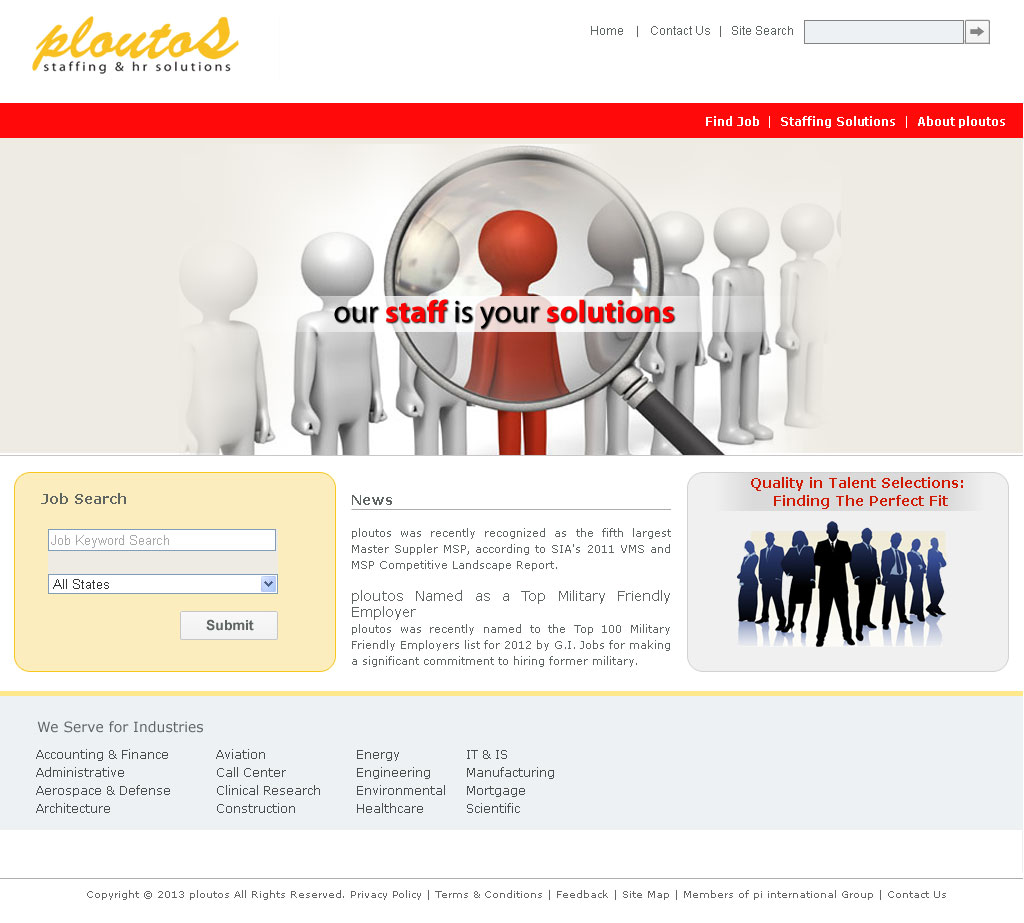 ploutos
staffing & hr solutions
Home | Contact Us | Site Search
Find Job | Staffing Solutions | About ploutos
our staff is your solutions
Job Search
Job Keyword Search
All States
Submit
News
ploutos was recently recognized as the fifth largest
Master Suppler MSP, according to SIA's 2011 VMS and
MSP Competitive Landscape Report.
ploutos Named as a Top Military Friendly
Employer
ploutos was recently named to the Top 100 Military
Friendly Employers list for 2012 by G.I. Jobs for making
a significant commitment to hiring former military.
Quality in Talent Selections:
Finding The Perfect Fit
We Serve for Industries
Accounting & Finance Aviation Energy IT & IS
Administrative Call Center Engineering Manufacturing
Aerospace & Defense Clinical Research Environmental Mortgage
Architecture Construction Healthcare Scientific
Copyright © 2013 ploutos All Rights Reserved. Privacy Policy | Terms & Conditions | Feedback | Site Map | Members of pi international Group | Contact Us